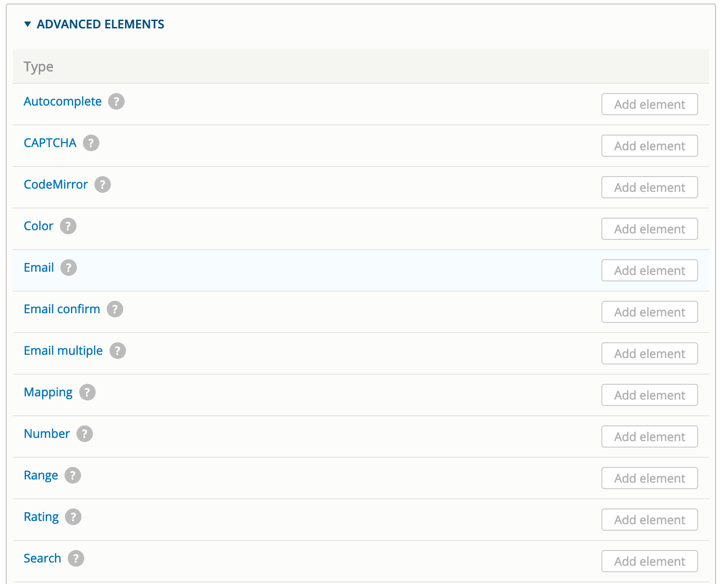 ▼ ADVANCED ELEMENTS
Type
Autocomplete ? Add element
CAPTCHA ? Add element
CodeMirror ? Add element
Color ? Add element
Email ? Add element
Email confirm ? Add element
Email multiple ? Add element
Mapping ? Add element
Number ? Add element
Range ? Add element
Rating ? Add element
Search ? Add element